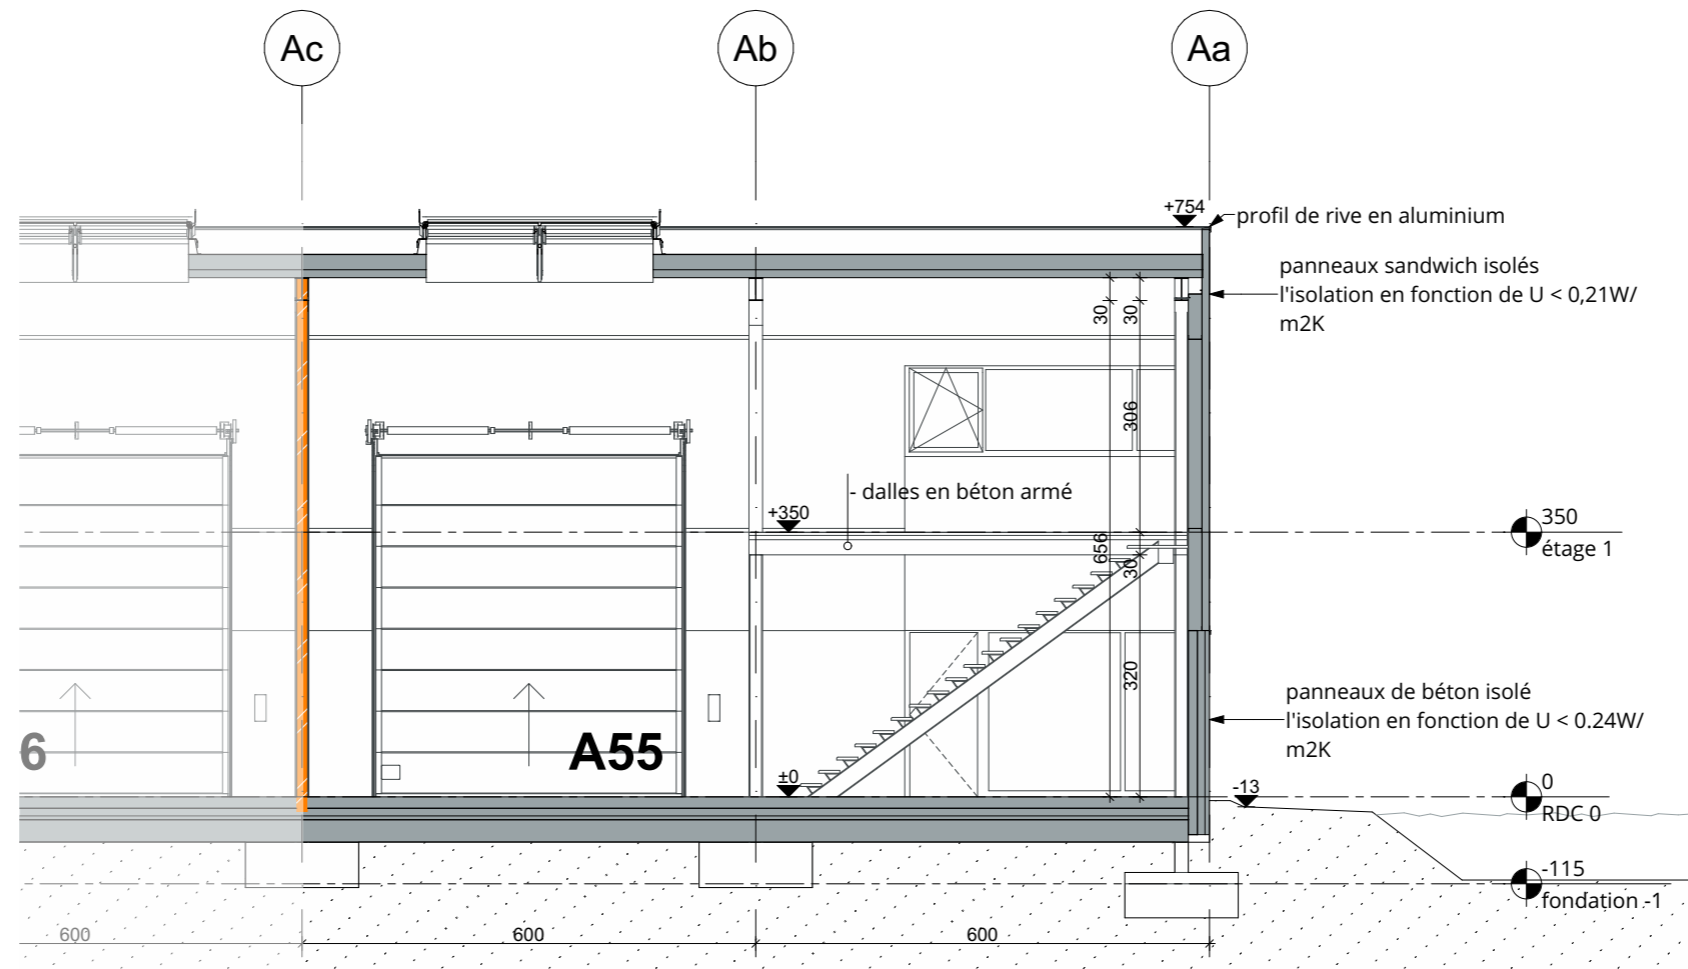 Ac
Ab
Aa
+754
profil de rive en aluminium
panneaux sandwich isolés
l'isolation en fonction de U < 0,21W/
m2K
30
30
306
- dalles en béton armé
+350
350
étage 1
656
30
320
panneaux de béton isolé
l'isolation en fonction de U < 0.24W/
m2K
6
A55
±0
-13
0
RDC 0
-115
fondation -1
600
600
600